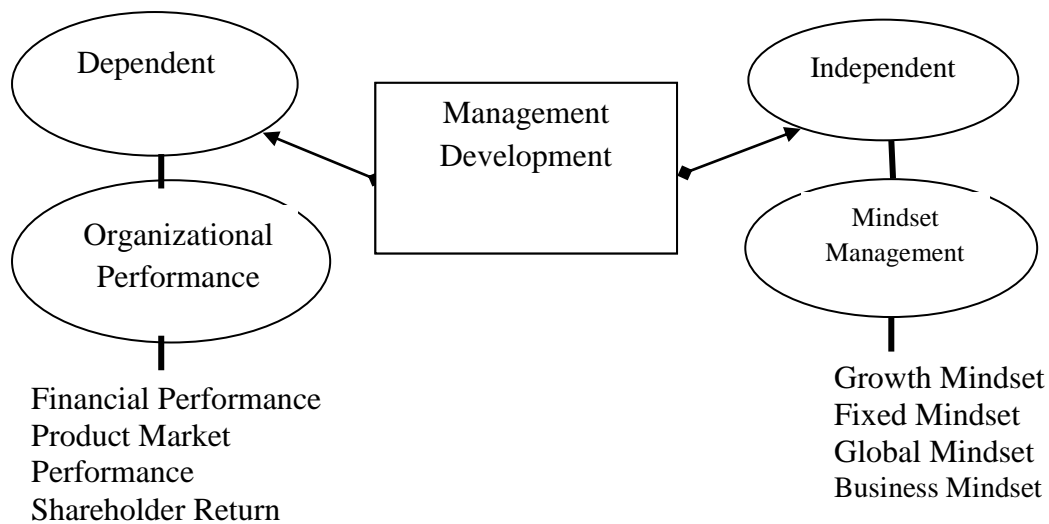 Dependent
Management
Development
Independent
Organizational
Performance
Mindset
Management
Financial Performance
Product Market
Performance
Shareholder Return
Growth Mindset
Fixed Mindset
Global Mindset
Business Mindset